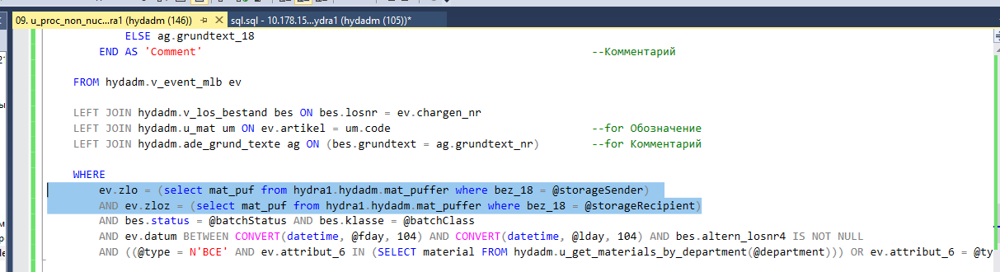 09. u_proc_non_nuc...ra1 (hydadm (146))
sql.sql - 10.178.15...ydra1 (hydadm (105))*
ELSE ag.grundtext_18
END AS 'Comment' --Комментарий
FROM hydadm.v_event_mlb ev
LEFT JOIN hydadm.v_los_bestand bes ON bes.losnr = ev.chargen_nr
LEFT JOIN hydadm.u_mat um ON ev.artikel = um.code --for Обозначение
LEFT JOIN hydadm.ade_grund_texte ag ON (bes.grundtext = ag.grundtext_nr) --for Комментарий
WHERE
ev.zlo = (select mat_puf from hydra1.hydadm.mat_puffer where bez_18 = @storageSender)
AND ev.zloz = (select mat_puf from hydra1.hydadm.mat_puffer where bez_18 = @storageRecipient)
AND bes.status = @batchStatus AND bes.klasse = @batchClass
AND ev.datum BETWEEN CONVERT(datetime, @fday, 104) AND CONVERT(datetime, @lday, 104) AND bes.altern_losnr4 IS NOT NULL
AND ((@type = N'ВСЕ' AND ev.attribut_6 IN (SELECT material FROM hydadm.u_get_materials_by_department(@department))) OR ev.attribut_6 = @ty